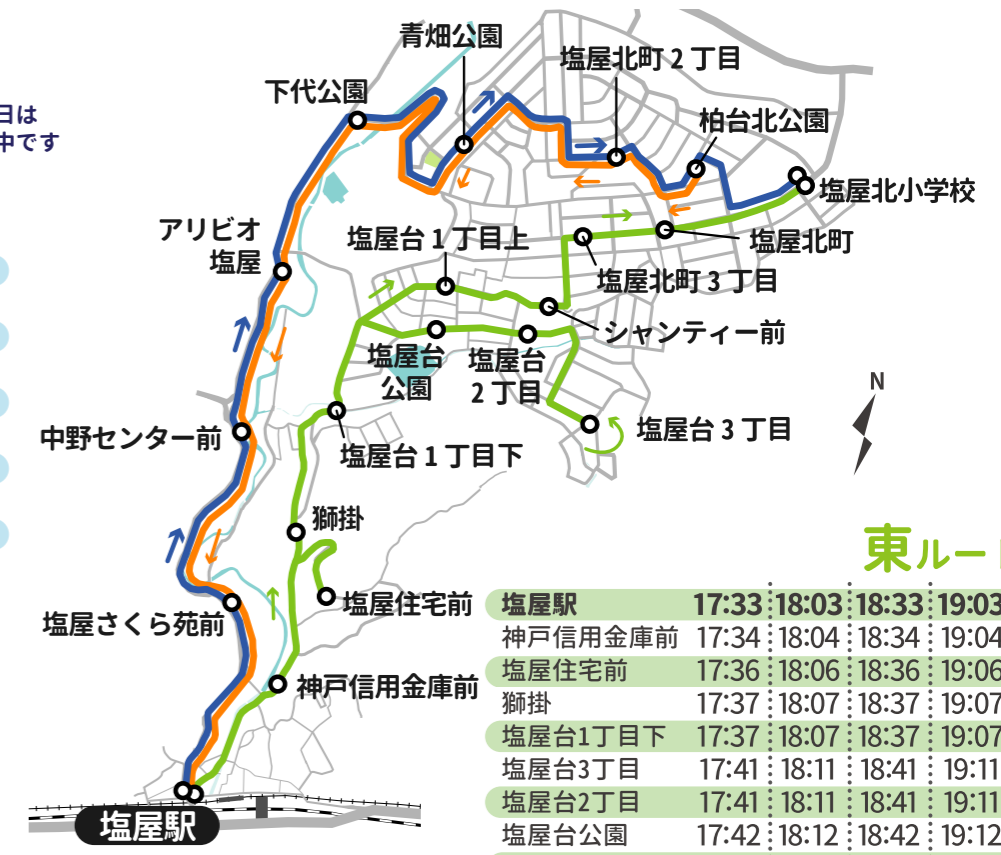 日は
中です
青畑公園
塩屋北町 2 丁目
下代公園
柏台北公園
塩屋北小学校
アリビオ
塩屋
塩屋台 1 丁目上
塩屋北町
塩屋北町 3 丁目
シャンティー前
塩屋台
公園
塩屋台
2 丁目
N
中野センター前
塩屋台 3 丁目
塩屋台 1 丁目下
獅掛
塩屋住宅前
塩屋さくら苑前
神戸信用金庫前
塩屋駅
東ルー
塩屋駅 17:33 18:03 18:33 19:03
神戸信用金庫前 17:34 18:04 18:34 19:04
塩屋住宅前 17:36 18:06 18:36 19:06
獅掛 17:37 18:07 18:37 19:07
塩屋台1丁目下 17:37 18:07 18:37 19:07
塩屋台3丁目 17:41 18:11 18:41 19:11
塩屋台2丁目 17:41 18:11 18:41 19:11
塩屋台公園 17:42 18:12 18:42 19:12